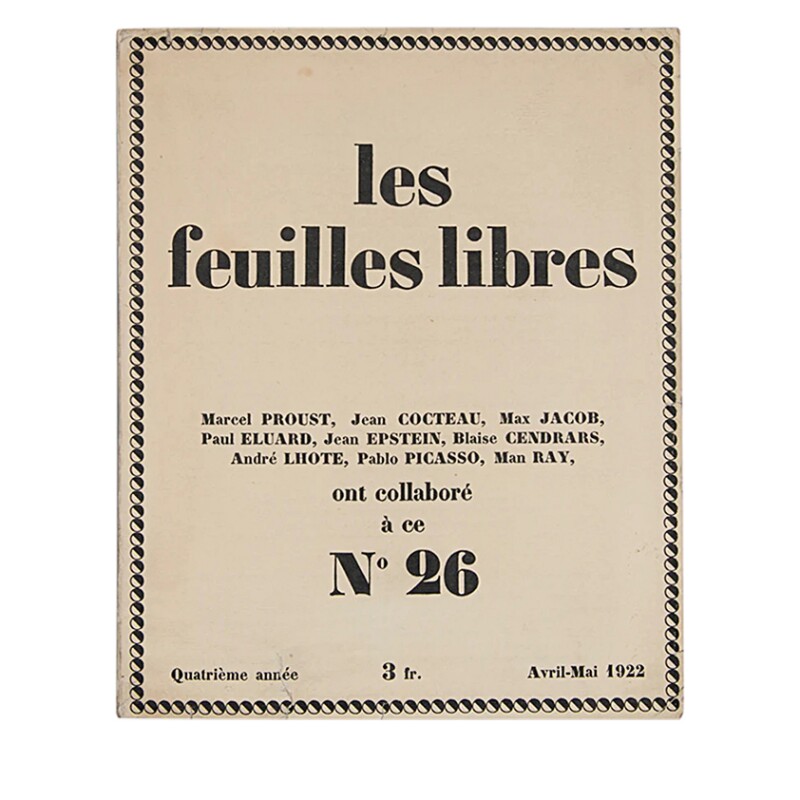 les
feuilles libres
Marcel PROUST, Jean COCTEAU, Max JACOB,
Paul ELUARD, Jean EPSTEIN, Blaise CENDRARS,
André LHOTE, Pablo PICASSO, Man RAY,
ont collaboré
à ce
Nº 26
Quatrième année 3 fr. Avril-Mai 1922